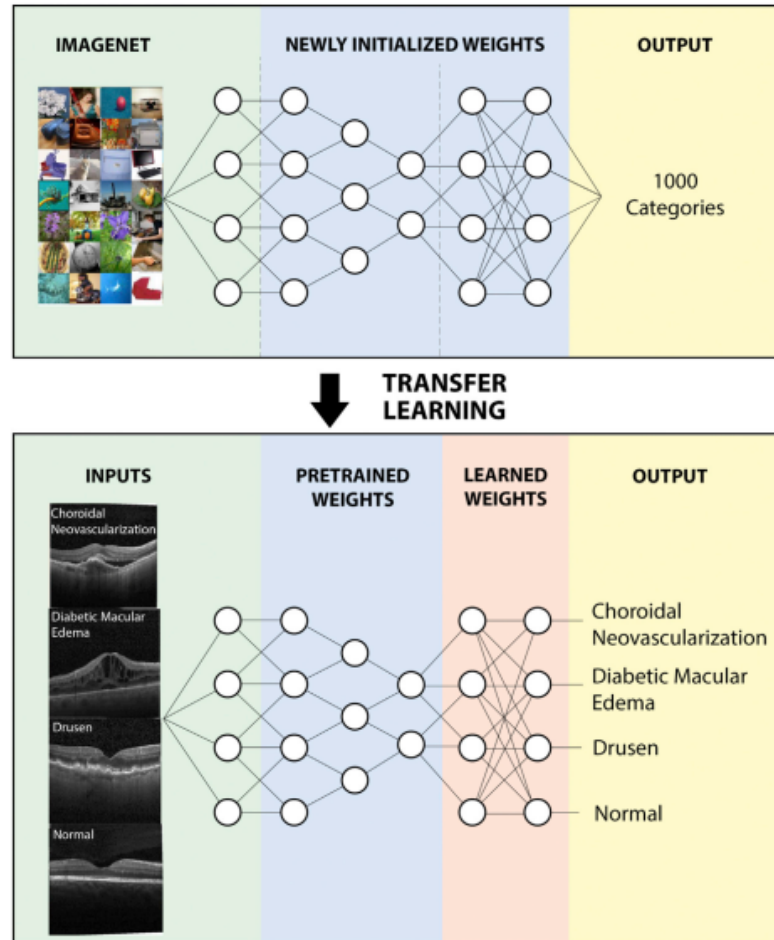 IMAGENET
NEWLY INITIALIZED WEIGHTS
OUTPUT
1000
Categories
TRANSFER
LEARNING
INPUTS
PRETRAINED
WEIGHTS
LEARNED
WEIGHTS
OUTPUT
Choroidal
Neovascularization
Diabetic Macular
Edema
Drusen
Normal
Choroidal
Neovascularization
Diabetic Macular
Edema
Drusen
Normal